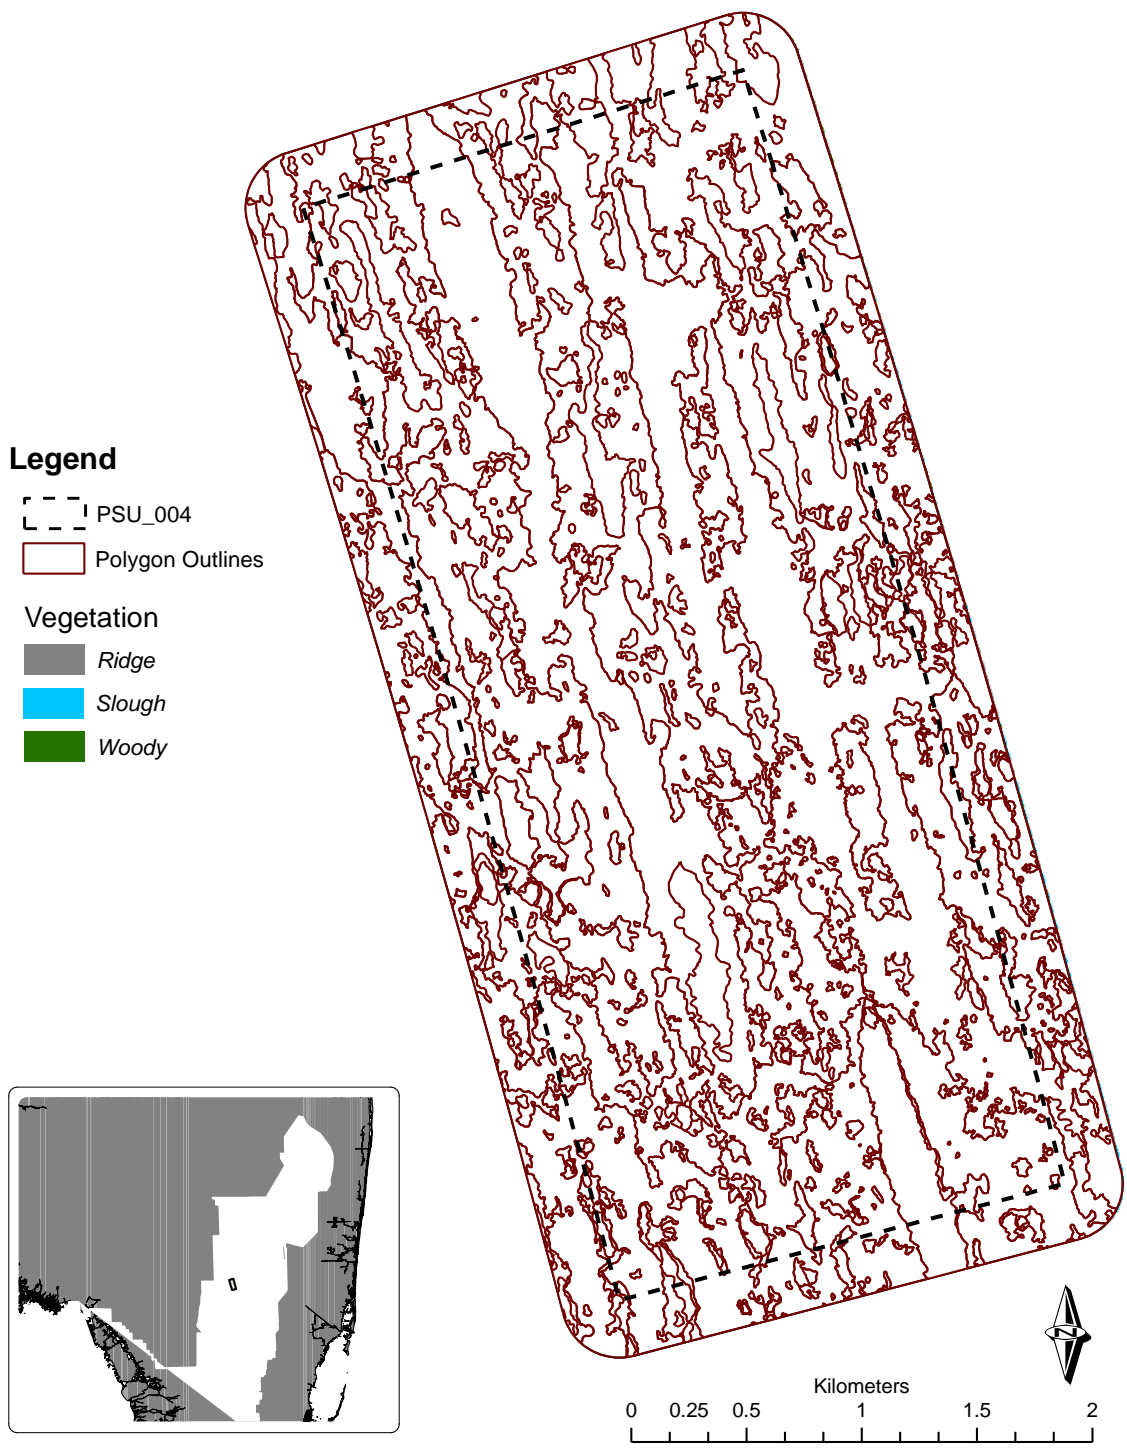 Legend
PSU_004
Polygon Outlines
Vegetation
Ridge
Slough
Woody
N
Kilometers
0 0.25 0.5 1 1.5 2